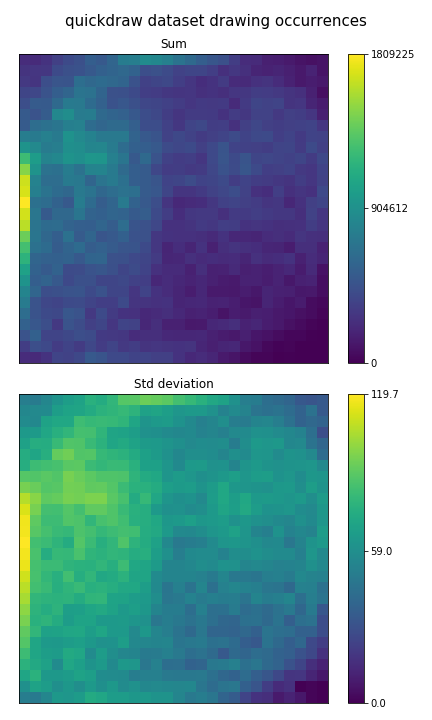 quickdraw dataset drawing occurrences
Sum
1809225
904612
0
Std deviation
119.7
59.0
0.0